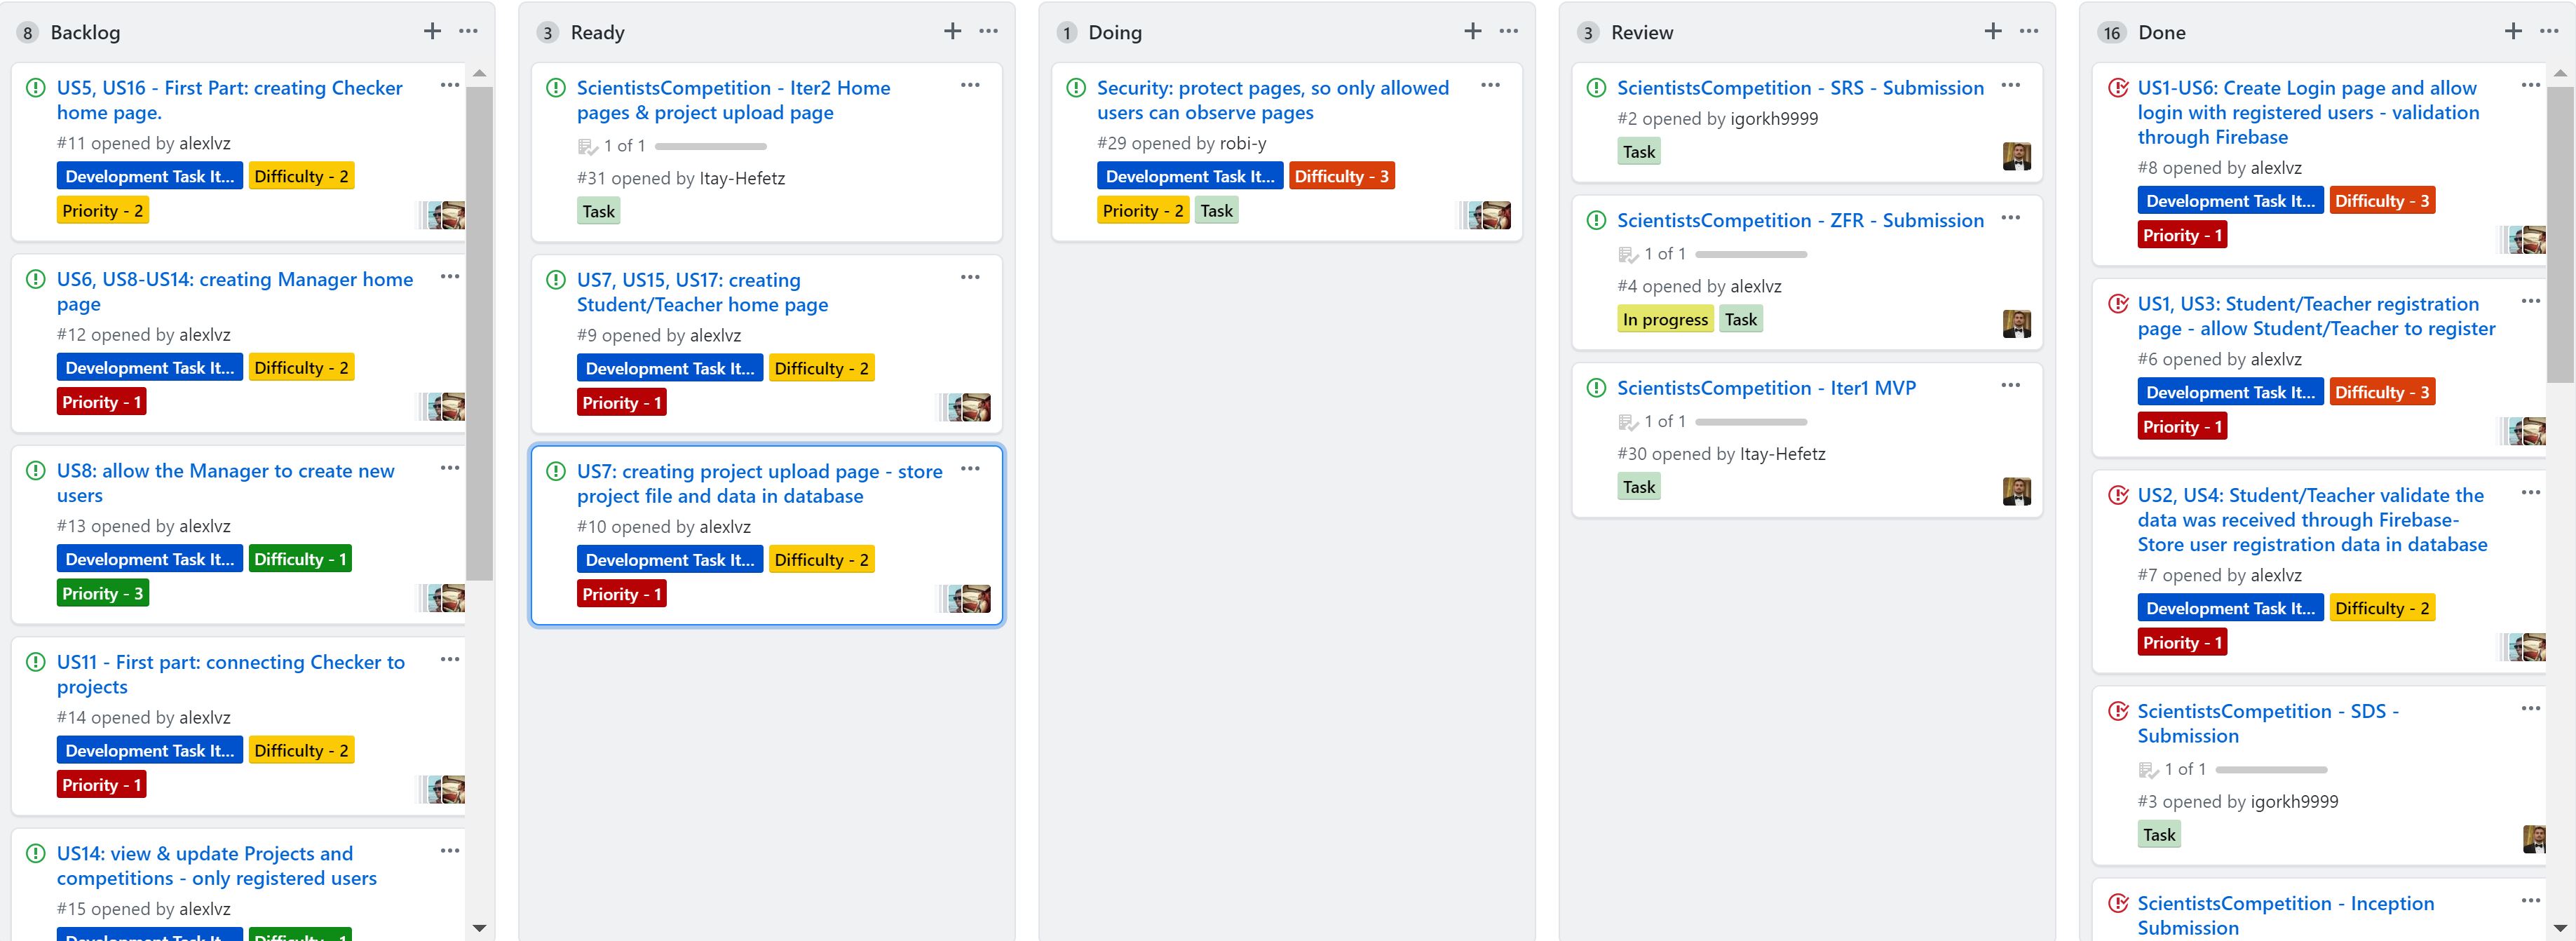 8 Backlog
US5, US16 - First Part: creating Checker
home page.
#11 opened by alexlvz
Development Task It... Difficulty - 2
Priority - 2
US6, US8-US14: creating Manager home
page
#12 opened by alexlvz
Development Task It... Difficulty - 2
Priority - 1
US8: allow the Manager to create new
users
#13 opened by alexlvz
Development Task It... Difficulty - 1
Priority - 3
US11 - First part: connecting Checker to
projects
#14 opened by alexlvz
Development Task It... Difficulty - 2
Priority - 1
US14: view & update Projects and
competitions - only registered users
#15 opened by alexlvz
Development Task It... Difficulty - 1
3 Ready
ScientistsCompetition - Iter2 Home
pages & project upload page
1 of 1
#31 opened by Itay-Hefetz
Task
US7, US15, US17: creating
Student/Teacher home page
#9 opened by alexlvz
Development Task It... Difficulty - 2
Priority - 1
US7: creating project upload page - store
project file and data in database
#10 opened by alexlvz
Development Task It... Difficulty - 2
Priority - 1
1 Doing
Security: protect pages, so only allowed
users can observe pages
#29 opened by robi-y
Development Task It... Difficulty - 3
Priority - 2 Task
3 Review
ScientistsCompetition - SRS - Submission
#2 opened by igorkh9999
Task
ScientistsCompetition - ZFR - Submission
1 of 1
#4 opened by alexlvz
In progress Task
ScientistsCompetition - Iter1 MVP
1 of 1
#30 opened by Itay-Hefetz
Task
16 Done
US1-US6: Create Login page and allow
login with registered users - validation
through Firebase
#8 opened by alexlvz
Development Task It... Difficulty - 3
Priority - 1
US1, US3: Student/Teacher registration
page - allow Student/Teacher to register
#6 opened by alexlvz
Development Task It... Difficulty - 3
Priority - 1
US2, US4: Student/Teacher validate the
data was received through Firebase-
Store user registration data in database
#7 opened by alexlvz
Development Task It... Difficulty - 2
Priority - 1
ScientistsCompetition - SDS -
Submission
1 of 1
#3 opened by igorkh9999
Task
ScientistsCompetition - Inception
Submission